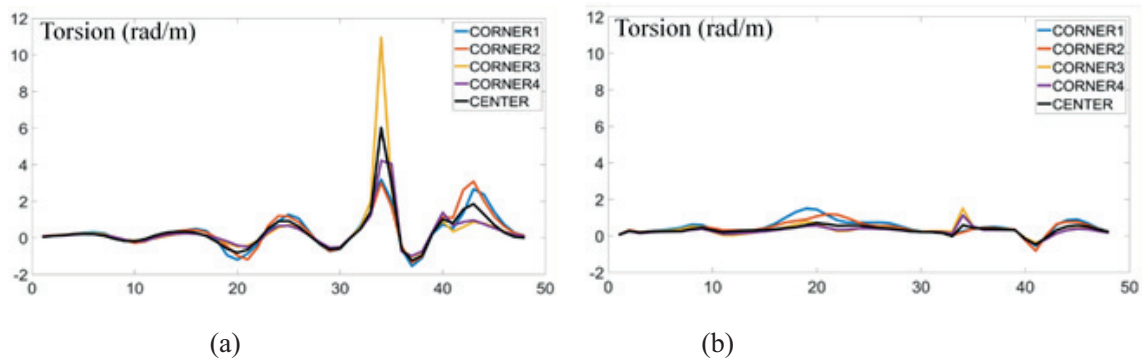 Torsion (rad/m)
12
10
8
6
4
2
0
-2
0
10
20
30
40
50
CORNER1
CORNER2
CORNER3
CORNER4
CENTER
(a)
Torsion (rad/m)
12
10
8
6
4
2
0
-2
0
10
20
30
40
50
CORNER1
CORNER2
CORNER3
CORNER4
CENTER
(b)